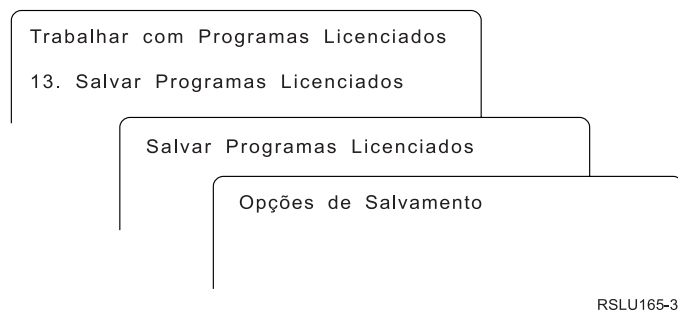 Trabalhar com Programas Licenciados
13. Salvar Programas Licenciados
Salvar Programas Licenciados
Opções de Salvamento
RSLU165-3